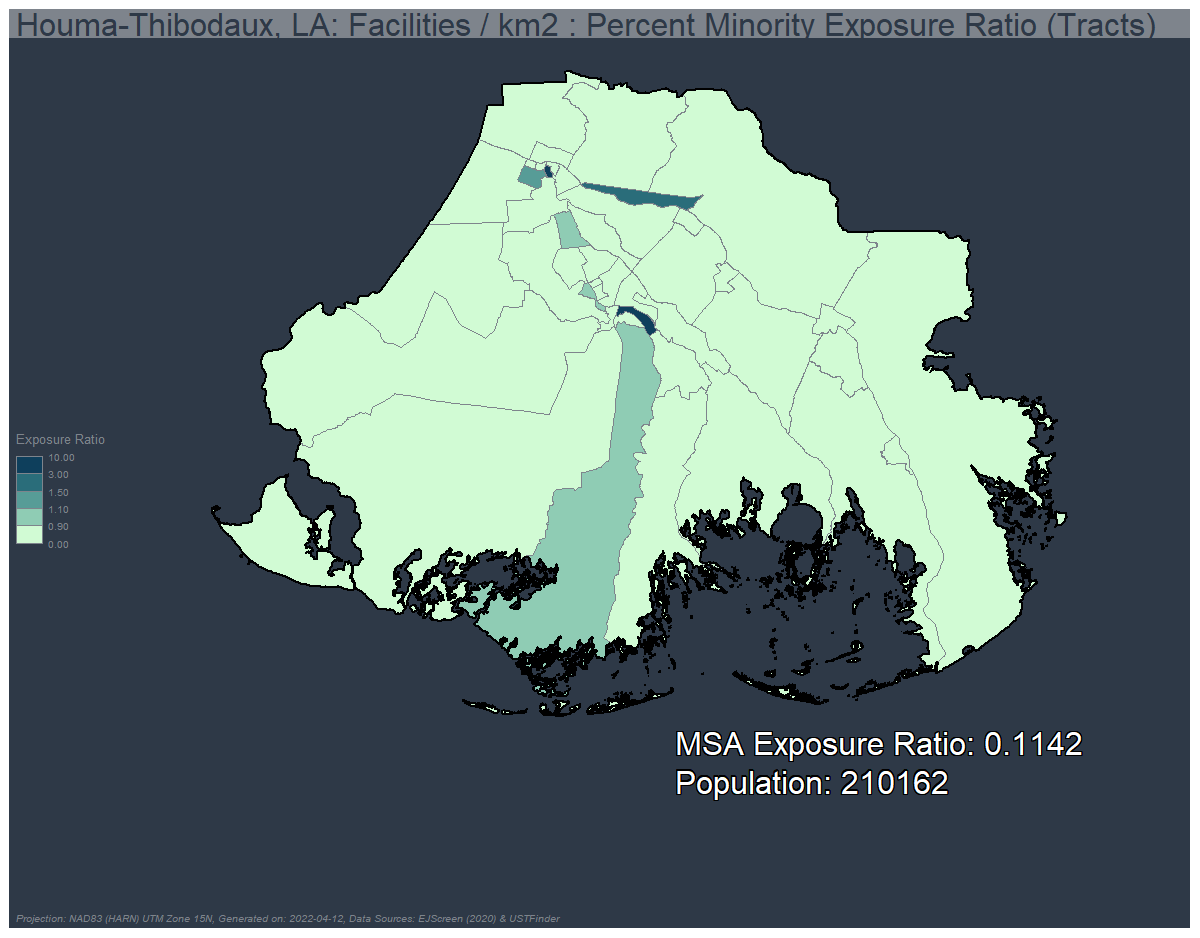 Houma-Thibodaux, LA: Facilities / km2 : Percent Minority Exposure Ratio (Tracts)
Exposure Ratio
10.00
3.00
1.50
1.10
0.90
0.00
MSA Exposure Ratio: 0.1142
Population: 210162
Projection: NAD83 (HARN) UTM Zone 15N, Generated on: 2022-04-12, Data Sources: EJScreen (2020) & USTFinder